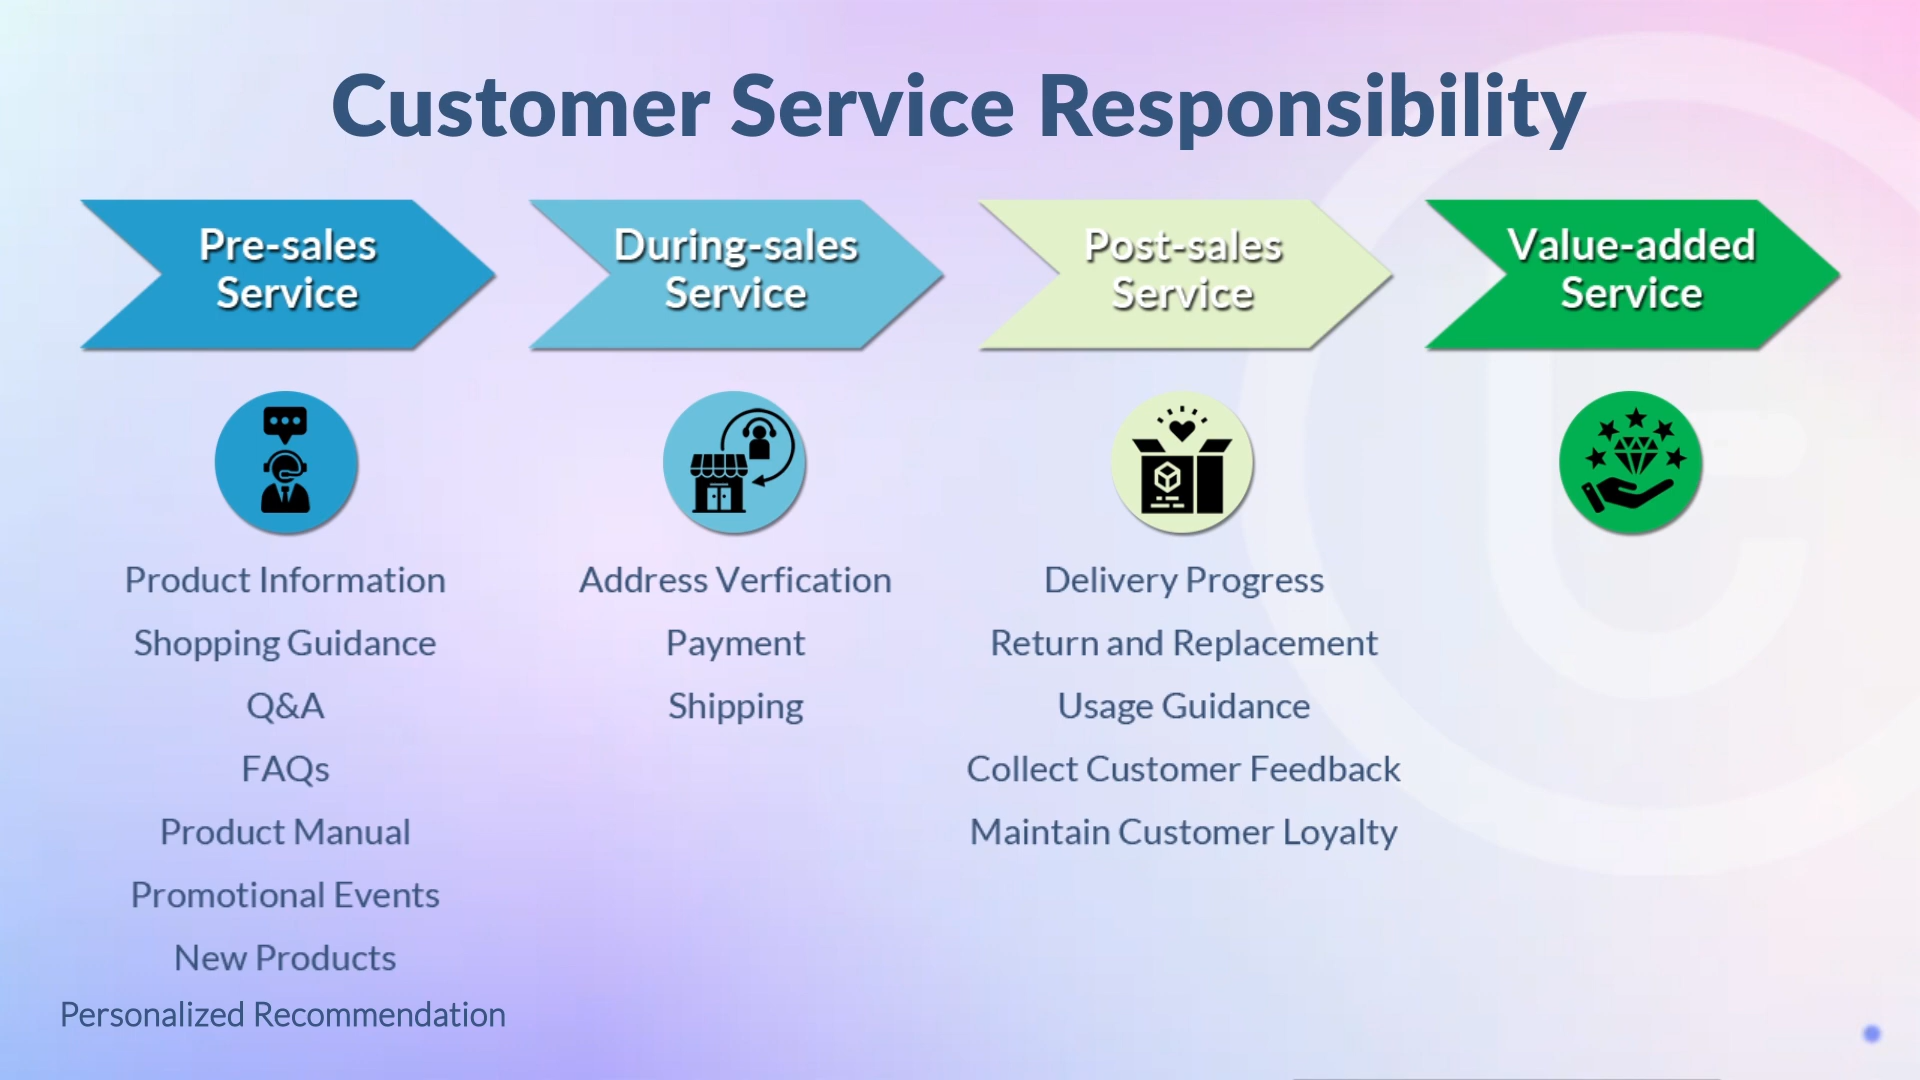 Customer Service Responsibility
Pre-sales
Service
During-sales
Service
Post-sales
Service
Value-added
Service
Product Information
Shopping Guidance
Q&A
FAQs
Product Manual
Promotional Events
New Products
Personalized Recommendation
Address Verfication
Payment
Shipping
Delivery Progress
Return and Replacement
Usage Guidance
Collect Customer Feedback
Maintain Customer Loyalty